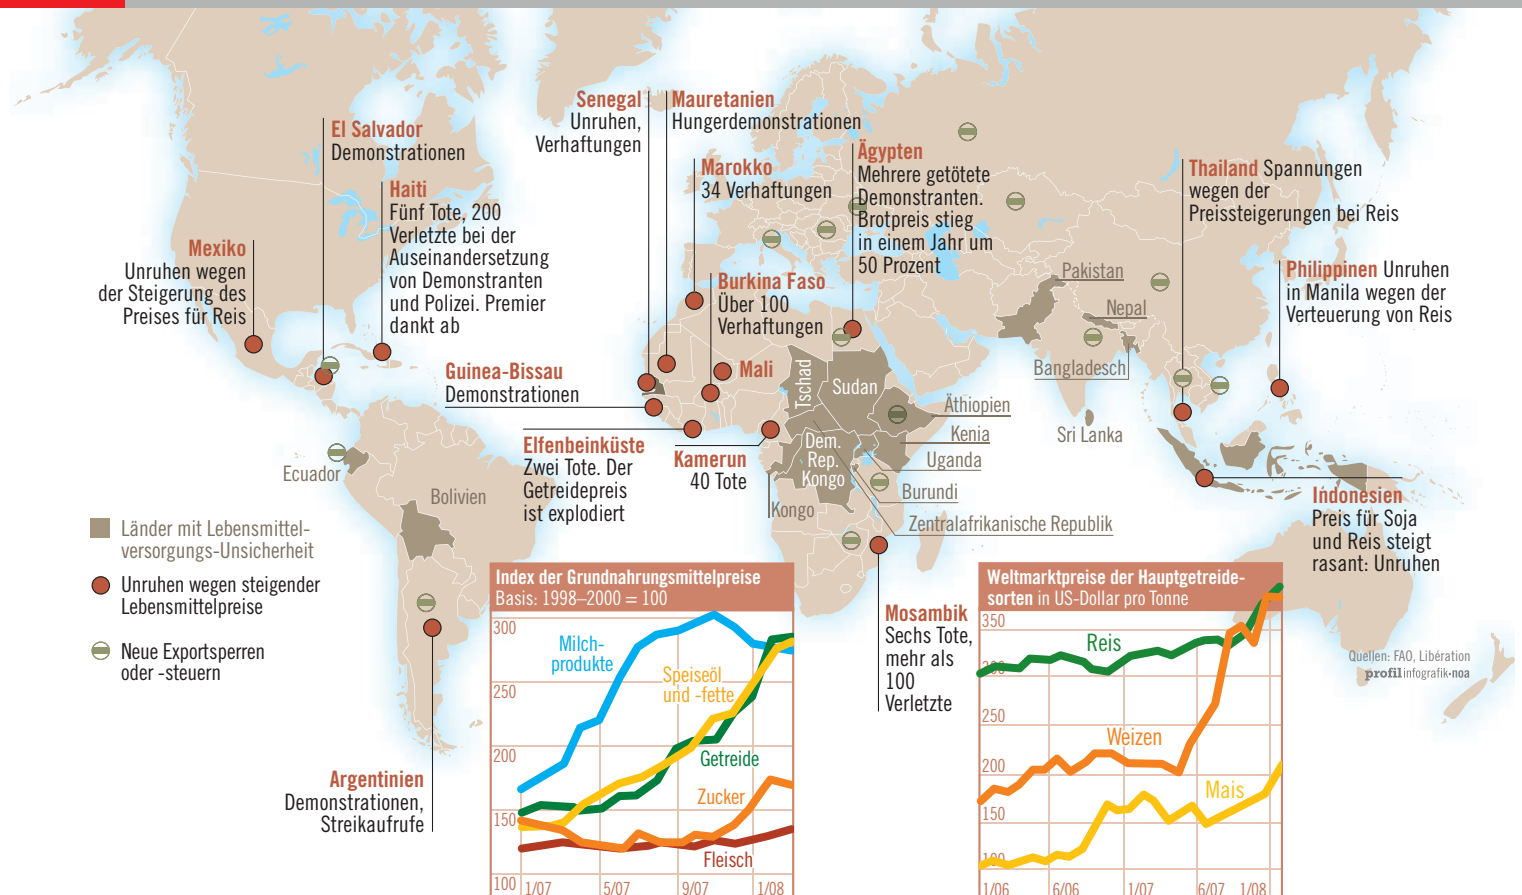 Senegal
Unruhen,
Verhaftungen
Mauretanien
Hungerdemonstrationen
El Salvador
Demonstrationen
Haiti
Fünf Tote, 200
Verletzte bei der
Auseinandersetzung
von Demonstranten
und Polizei. Premier
dankt ab
Marokko
34 Verhaftungen
Ägypten
Mehrere getötete
Demonstranten.
Brotpreis stieg
in einem Jahr um
50 Prozent
Thailand Spannungen
wegen der
Preissteigerungen bei Reis
Mexiko
Unruhen wegen
der Steigerung des
Preises für Reis
Burkina Faso
Über 100
Verhaftungen
Philippinen Unruhen
in Manila wegen der
Verteuerung von Reis
Pakistan
Nepal
Bangladesch
Sri Lanka
Guinea-Bissau
Demonstrationen
Mali
Tschad
Sudan
Äthiopien
Kenia
Uganda
Burundi
Zentralafrikanische Republik
Dem.
Rep.
Kongo
Kongo
Elfenbeinküste
Zwei Tote. Der
Getreidepreis
ist explodiert
Kamerun
40 Tote
Ecuador
Bolivien
Indonesien
Preis für Soja
und Reis steigt
rasant: Unruhen
Länder mit Lebensmittel-
versorgungs-Unsicherheit
Unruhen wegen steigender
Lebensmittelpreise
Neue Exportsperren
oder -steuern
Mosambik
Sechs Tote,
mehr als
100
Verletzte
Argentinien
Demonstrationen,
Streikaufrufe
Index der Grundnahrungsmittelpreise
Basis: 1998–2000 = 100
300
250
200
150
100
Milch-
produkte
Speiseöl
und -fette
Getreide
Zucker
Fleisch
1/07
5/07
9/07
1/08
Weltmarktpreise der Hauptgetreide-
sorten in US-Dollar pro Tonne
350
300
250
200
150
100
Reis
Weizen
Mais
1/06
6/06
1/07
6/07
1/08
Quellen: FAO, Libération
profil infografik•noa